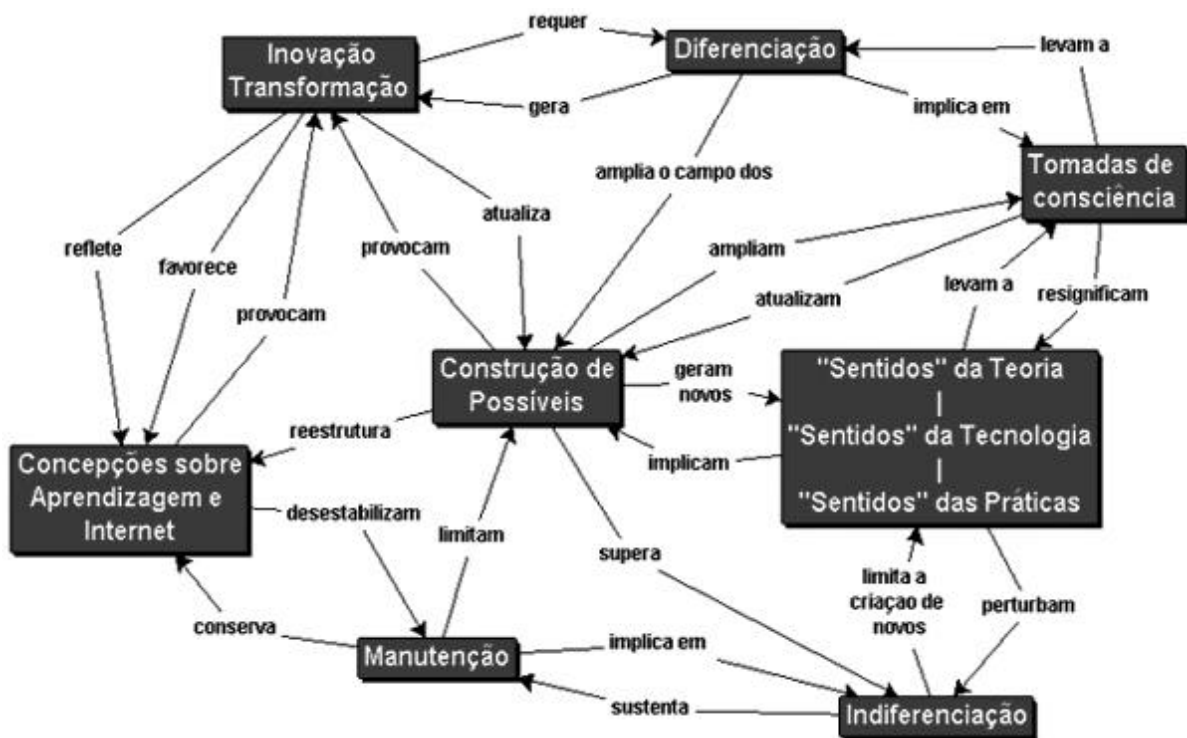 requer
Inovação
Transformação
Diferenciação
levam a
gera
implica em
Tomadas de
consciência
amplia o campo dos
atualiza
reflete
favorece
provocam
provocam
ampliam
levam a
resignificam
atualizam
Construção de
Possíveis
geram
novos
"Sentidos" da Teoria
|
"Sentidos" da Tecnologia
|
"Sentidos" das Práticas
reestrutura
implicam
Concepções sobre
Aprendizagem e
Internet
desestabilizam
limitam
supera
limita a
criaçao de
novos
perturbam
conserva
Manutenção
implica em
sustenta
Indiferenciação